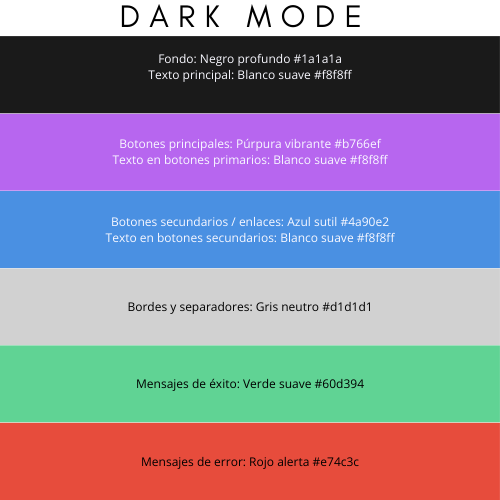 DARK MODE
Fondo: Negro profundo #1a1a1a
Texto principal: Blanco suave #f8f8ff
Botones principales: Púrpura vibrante #b766ef
Texto en botones primarios: Blanco suave #f8f8ff
Botones secundarios / enlaces: Azul sutil #4a90e2
Texto en botones secundarios: Blanco suave #f8f8ff
Bordes y separadores: Gris neutro #d1d1d1
Mensajes de éxito: Verde suave #60d394
Mensajes de error: Rojo alerta #e74c3c